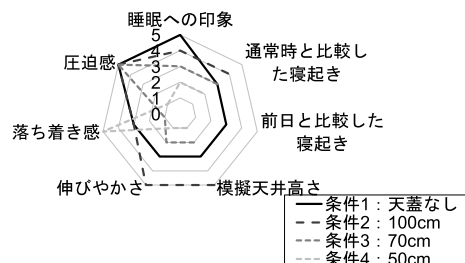 睡眠への印象
5
4
3
2
1
0
通常時と比較し
た寝起き
前日と比較した
寝起き
模擬天井高さ
伸びやかさ
落ち着き感
圧迫感
条件1：天蓋なし
条件2：100cm
条件3：70cm
条件4：50cm